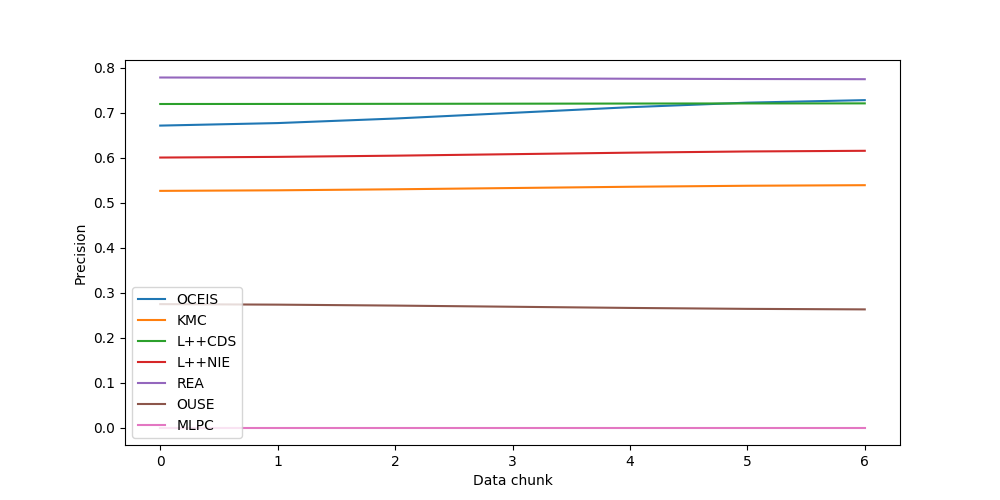 0.8
0.7
0.6
0.5
0.4
0.3
0.2
0.1
0.0
Precision
OCEIS
KMC
L++CDS
L++NIE
REA
OUSE
MLPC
0 1 2 3 4 5 6
Data chunk